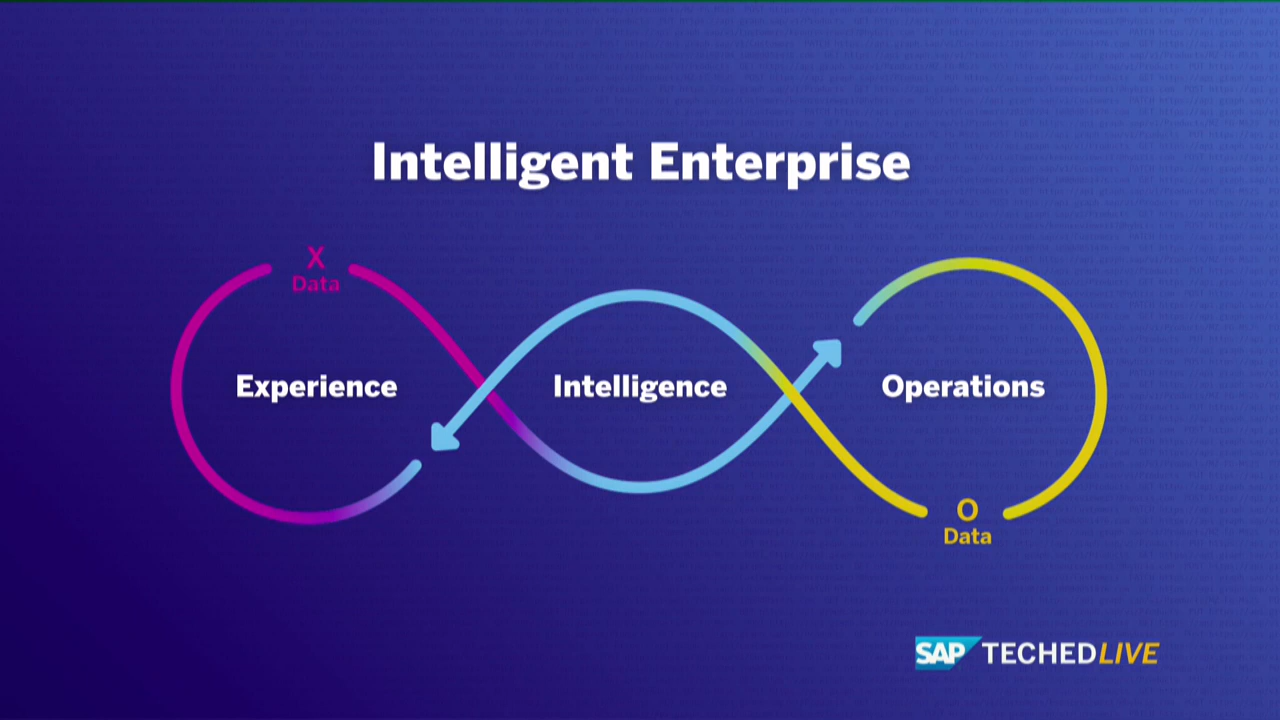 Intelligent Enterprise
X
Data
Experience
Intelligence
Operations
O
Data
SAP TECHEDLIVE